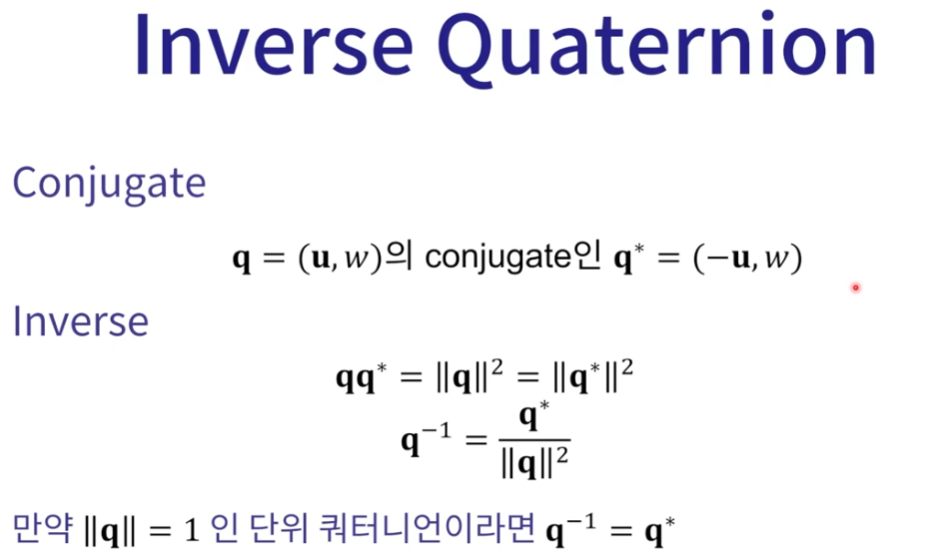 Inverse Quaternion
Conjugate
q = (u, w)의 conjugate인 q* = (−u, w)
Inverse
qq* = ‖q‖² = ‖q*‖²
q⁻¹ = q* / ‖q‖²
만약 ‖q‖ = 1 인 단위 쿼터니언이라면 q⁻¹ = q*